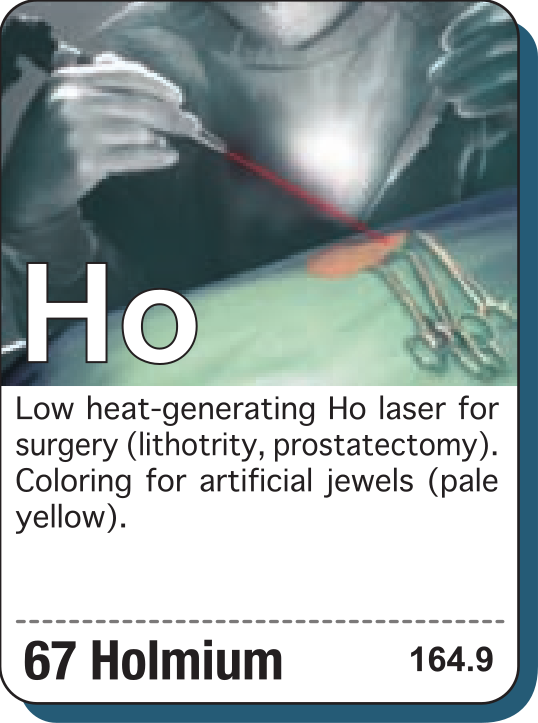 Ho
Low heat-generating Ho laser for
surgery (lithotrity, prostatectomy).
Coloring for artificial jewels (pale
yellow).
67 Holmium 164.9